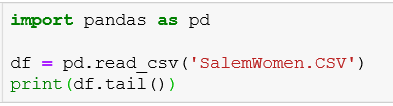 import pandas as pd
df = pd.read_csv('SalemWomen.CSV')
print(df.tail())